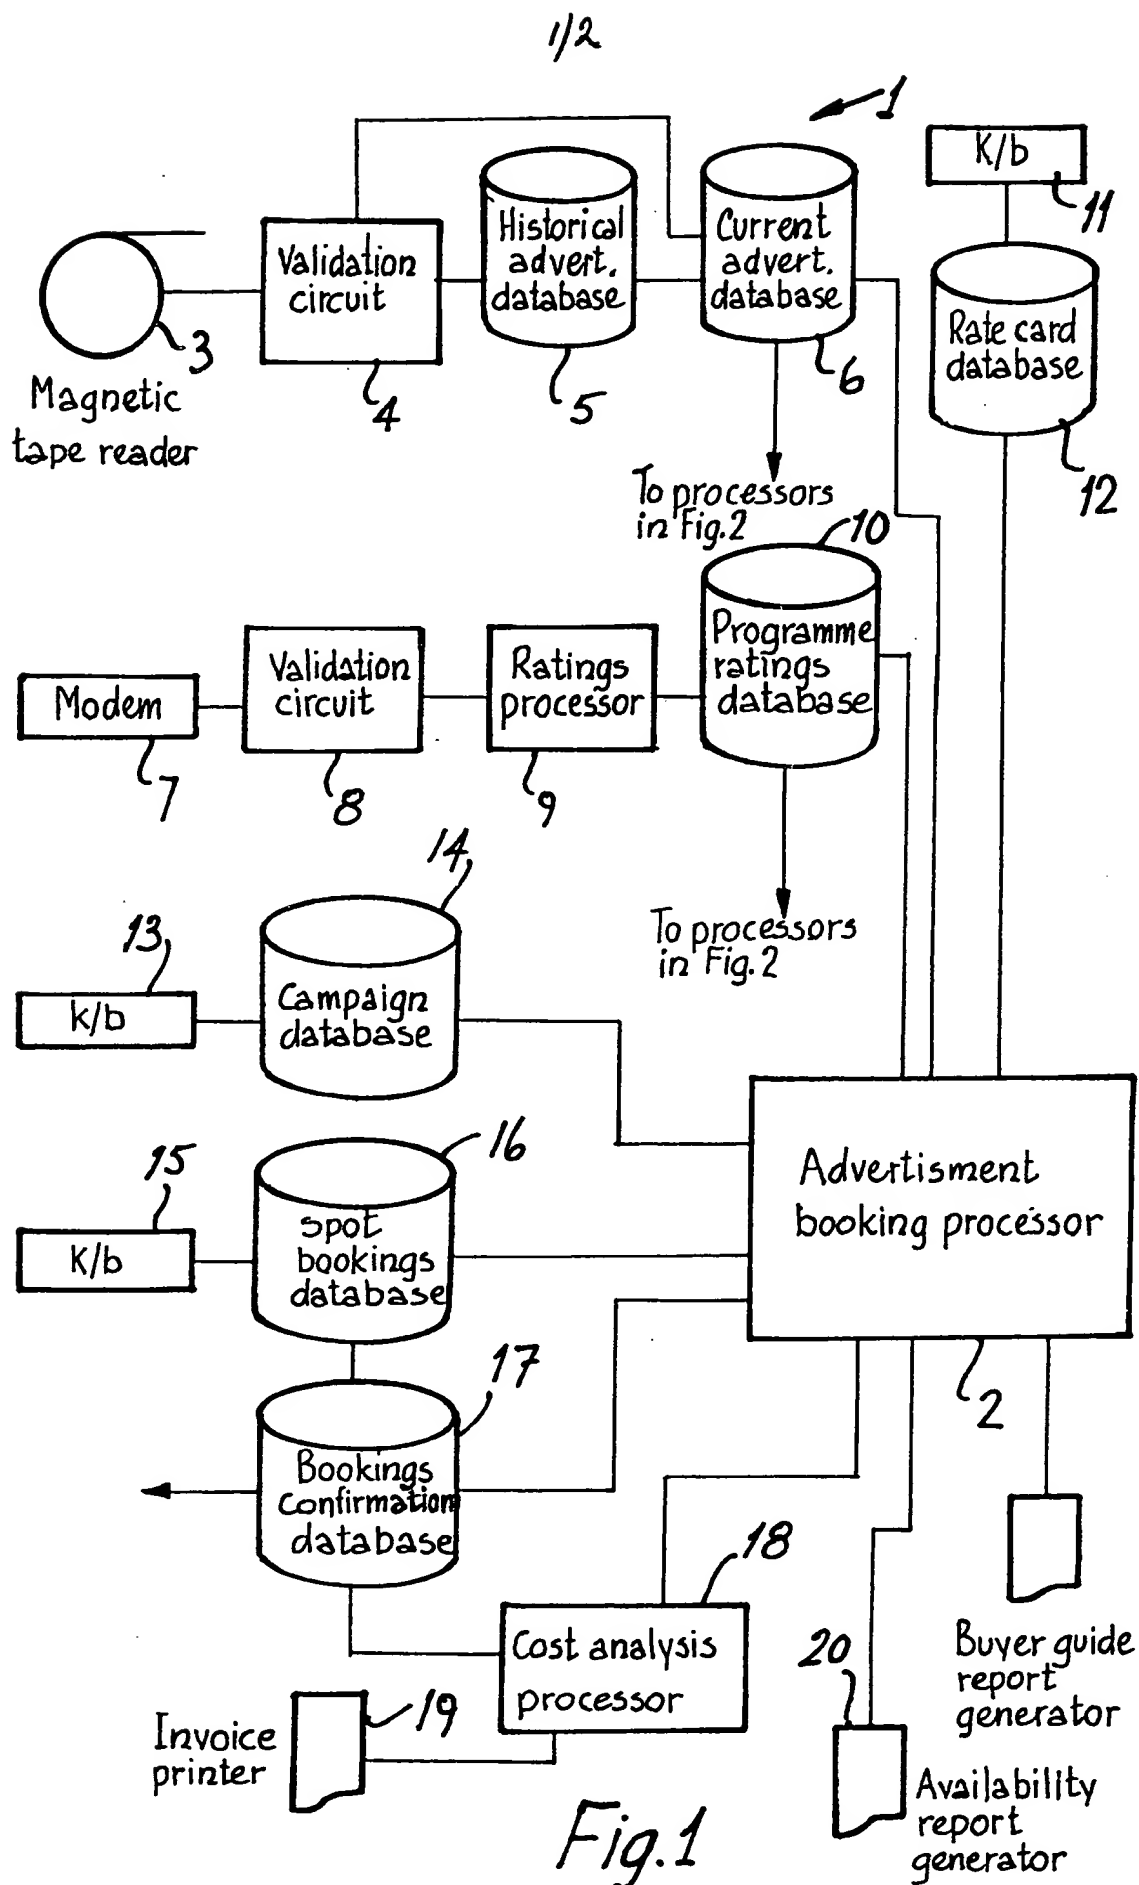 1/2
1
K/b
11
Historical
advert.
database
Current
advert.
database
Validation
circuit
Rate card
database
3
4
5
6
12
Magnetic
tape reader
To processors
in Fig.2
10
Programme
ratings
database
Validation
circuit
Ratings
processor
Modem
7
8
9
14
To processors
in Fig.2
13
k/b
Campaign
database
16
15
K/b
spot
bookings
database
Advertisment
booking processor
17
2
Bookings
confirmation
database
18
Cost analysis
processor
20
Buyer guide
report
generator
19
Invoice
printer
Availability
report
generator
Fig.1